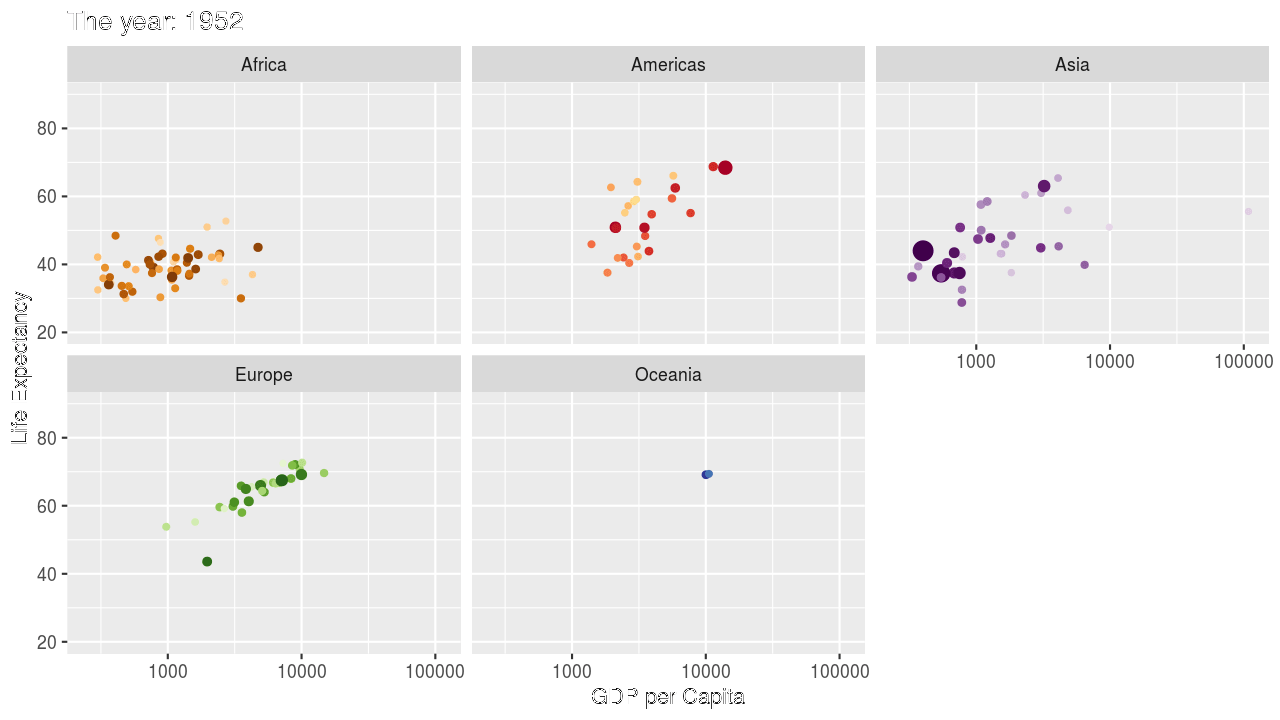 The year: 1952
Africa
Americas
Asia
80
60
40
20
1000
10000
100000
Europe
Oceania
80
60
40
20
1000
10000
100000
1000
10000
100000
Life Expectancy
GDP per Capita